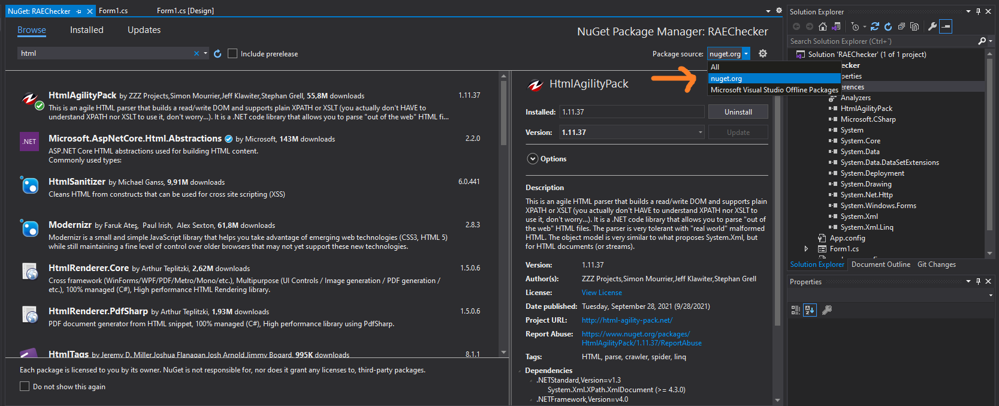 NuGet: RAEChecker
Form1.cs
Form1.cs [Design]
Browse
Installed
Updates
NuGet Package Manager: RAEChecker
html
Include prerelease
Package source:
nuget.org
All
nuget.org
Microsoft Visual Studio Offline Packages
HtmlAgilityPack by ZZZ Projects,Simon Mourrier,Jeff Klawiter,Stephan Grell, 55,8M downloads
1.11.37
This is an agile HTML parser that builds a read/write DOM and supports plain XPATH or XSLT (you actually don't HAVE to
understand XPATH nor XSLT to use it, don't worry...). It is a .NET code library that allows you to parse "out of the web" HTML fi...
.NET
Microsoft.AspNetCore.Html.Abstractions by Microsoft, 143M downloads
2.2.0
ASP.NET Core HTML abstractions used for building HTML content.
Commonly used types:
HtmlSanitizer by Michael Ganss, 9,91M downloads
6.0.441
Cleans HTML from constructs that can be used for cross site scripting (XSS)
Modernizr by Faruk Ateş, Paul Irish, Alex Sexton, 61,8M downloads
2.8.3
Modernizr is a small and simple JavaScript library that helps you take advantage of emerging web technologies (CSS3, HTML 5)
while still maintaining a fine level of control over older browsers that may not yet support these new technologies.
HtmlRenderer.Core by Arthur Teplitzki, 2,62M downloads
1.5.0.6
Cross framework (WinForms/WPF/PDF/Metro/Mono/etc.), Multipurpose (UI Controls / Image generation / PDF generation /
etc.), 100% managed (C#), High performance HTML Rendering library.
HtmlRenderer.PdfSharp by Arthur Teplitzki, 1,93M downloads
1.5.0.6
PDF document generator from HTML snippet, 100% managed (C#), High performance library using PdfSharp.
HtmlTags by Jeremy D. Miller,Joshua Flanagan,Josh Arnold,Jimmy Bogard, 995K downloads
8.1.1
Each package is licensed to you by its owner. NuGet is not responsible for, nor does it grant any licenses to, third-party packages.
Do not show this again
HtmlAgilityPack
Installed:
1.11.37
Uninstall
Version:
1.11.37
Update
Options
Description
This is an agile HTML parser that builds a read/write DOM and supports plain
XPATH or XSLT (you actually don't HAVE to understand XPATH nor XSLT to
use it, don't worry...). It is a .NET code library that allows you to parse "out of
the web" HTML files. The parser is very tolerant with "real world" malformed
HTML. The object model is very similar to what proposes System.Xml, but
for HTML documents (or streams).
Version: 1.11.37
Author(s): ZZZ Projects,Simon Mourrier,Jeff Klawiter,Stephan Grell
License: View License
Date published: Tuesday, September 28, 2021 (9/28/2021)
Project URL: http://html-agility-pack.net/
Report Abuse: https://www.nuget.org/packages/
HtmlAgilityPack/1.11.37/ReportAbuse
Tags: HTML, parse, crawler, spider, linq
Dependencies
.NETStandard,Version=v1.3
System.Xml.XPath.XmlDocument (>= 4.3.0)
.NETFramework,Version=v4.0
Solution Explorer
Search Solution Explorer (Ctrl+¨)
Solution 'RAEChecker' (1 of 1 project)
ecker
perties
erences
Analyzers
HtmlAgilityPack
Microsoft.CSharp
System
System.Core
System.Data
System.Data.DataSetExtensions
System.Deployment
System.Drawing
System.Net.Http
System.Windows.Forms
System.Xml
System.Xml.Linq
App.config
Form1.cs
Solution Explorer
Document Outline
Git Changes
Properties